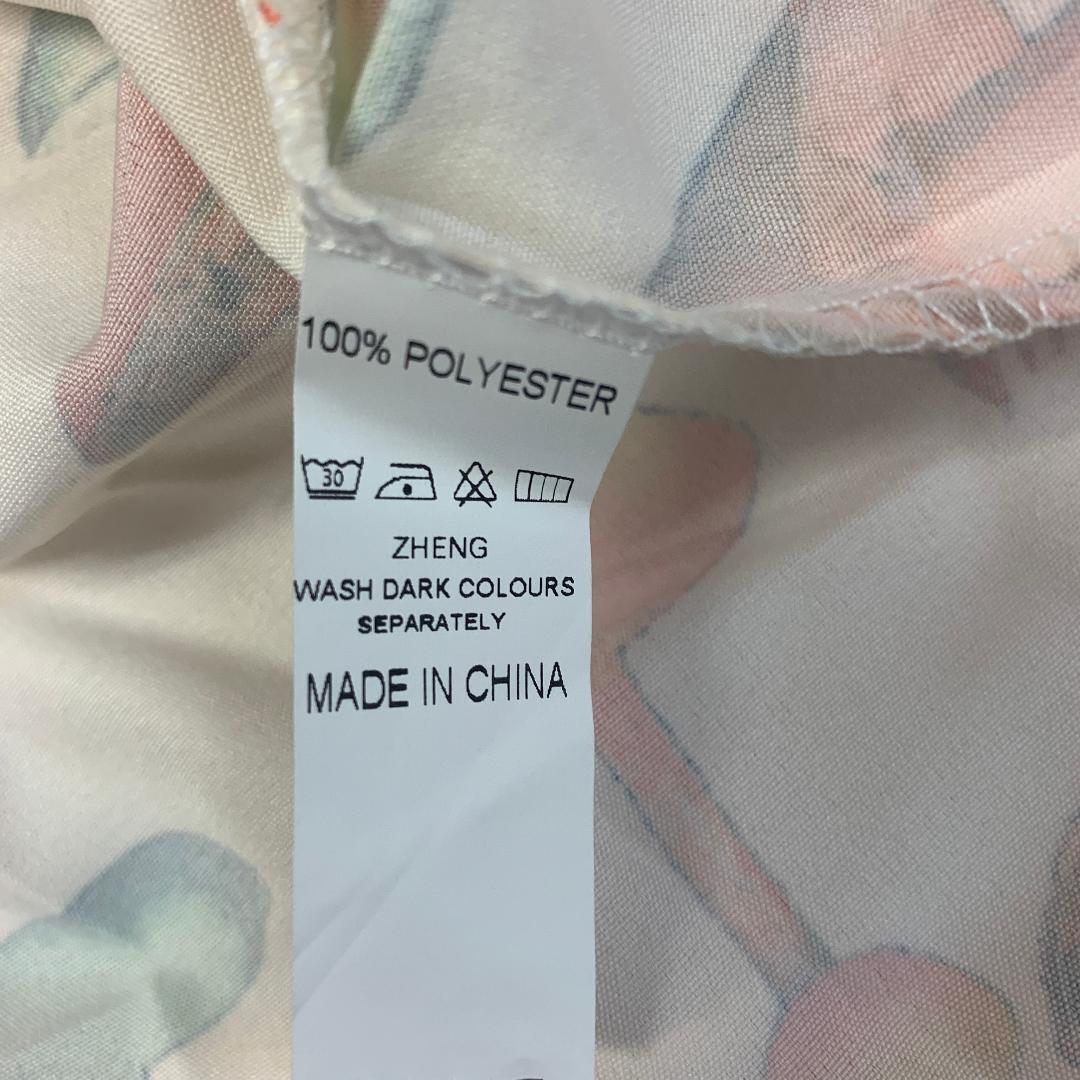 100% POLYESTER
30
ZHENG
WASH DARK COLOURS
SEPARATELY
MADE IN CHINA